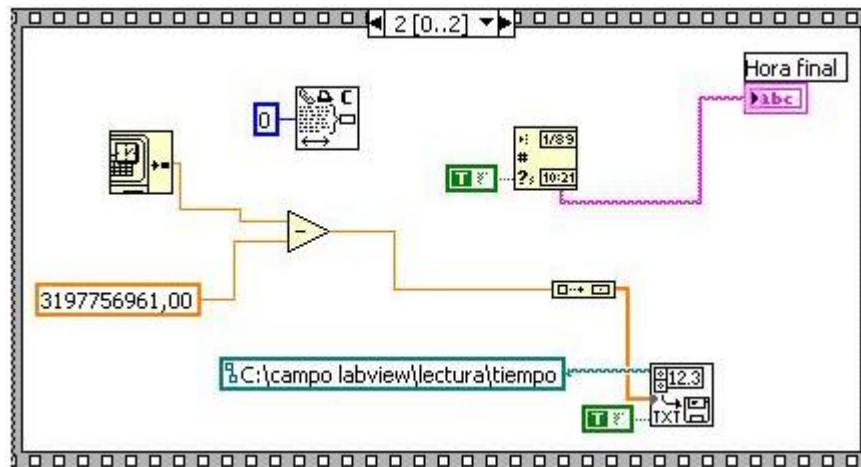 2 [0..2]
Hora final
abc
C
0
1/89
#
?
10:21
T
3197756961,00
C:\campo labview\lectura\tiempo
12.3
T
TXT